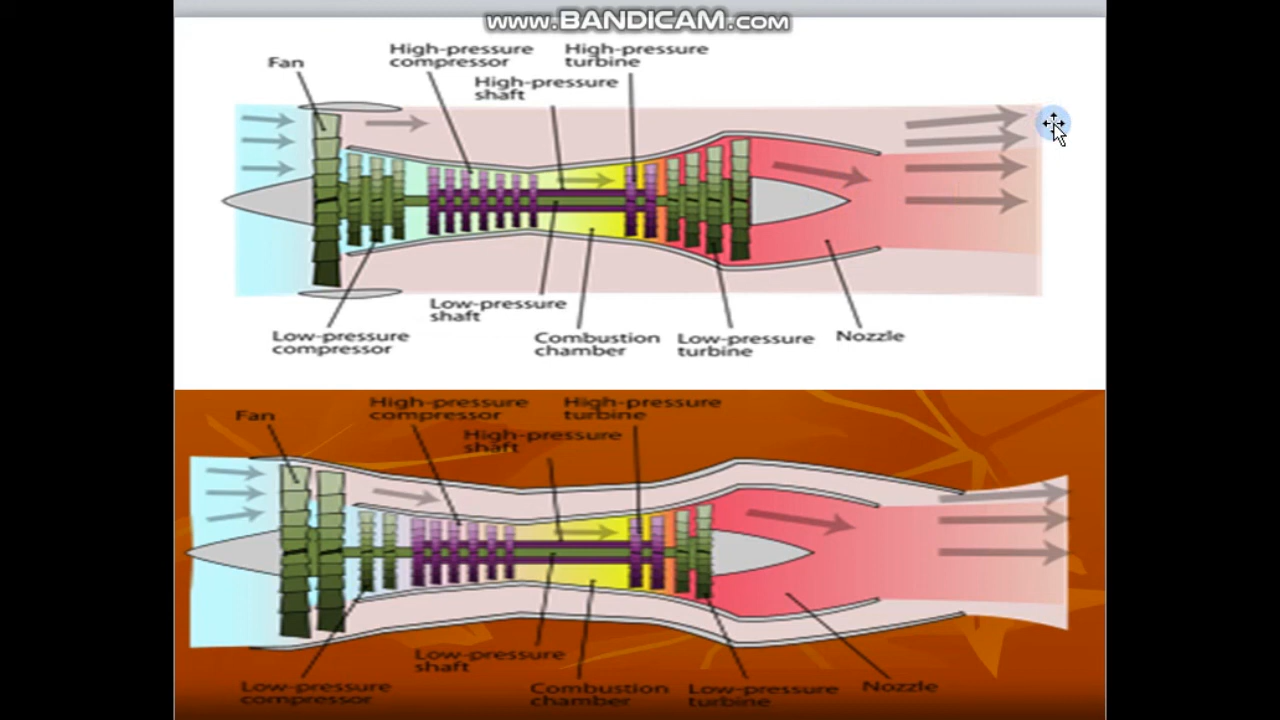 www.BANDICAM.com
High-pressure
compressor
High-pressure
turbine
Fan
High-pressure
shaft
Low-pressure
shaft
Low-pressure
compressor
Combustion
chamber
Low-pressure
turbine
Nozzle
High-pressure
compressor
High-pressure
turbine
Fan
High-pressure
shaft
Low-pressure
shaft
Low-pressure
compressor
Combustion
chamber
Low-pressure
turbine
Nozzle